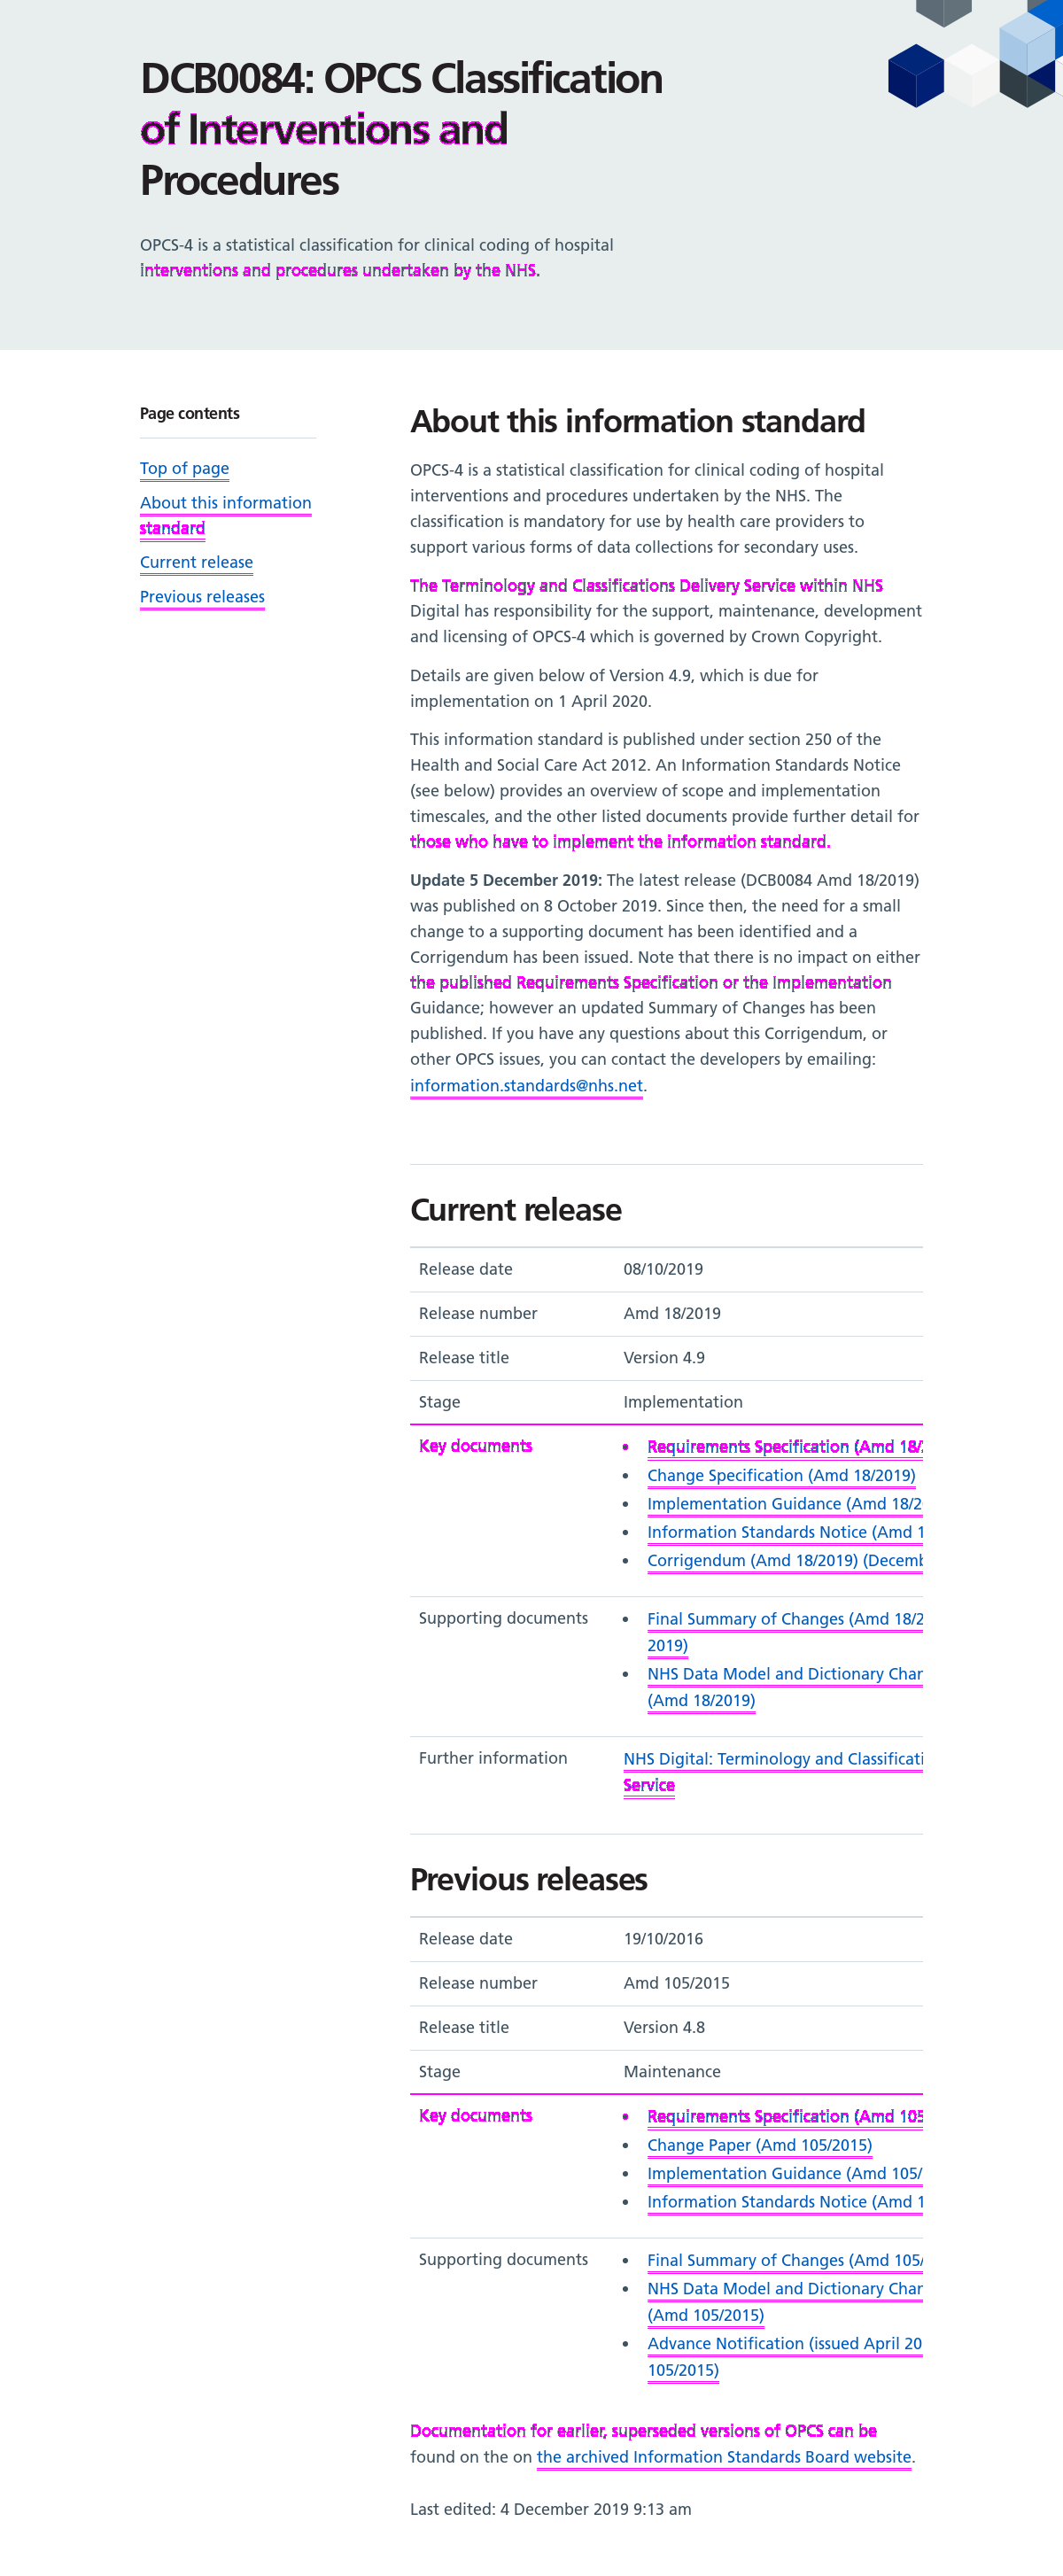 DCB0084: OPCS Classification
of Interventions and
Procedures
OPCS-4 is a statistical classification for clinical coding of hospital
interventions and procedures undertaken by the NHS.
Page contents
Top of page
About this information
standard
Current release
Previous releases
About this information standard
OPCS-4 is a statistical classification for clinical coding of hospital
interventions and procedures undertaken by the NHS. The
classification is mandatory for use by health care providers to
support various forms of data collections for secondary uses.
The Terminology and Classifications Delivery Service within NHS
Digital has responsibility for the support, maintenance, development
and licensing of OPCS-4 which is governed by Crown Copyright.
Details are given below of Version 4.9, which is due for
implementation on 1 April 2020.
This information standard is published under section 250 of the
Health and Social Care Act 2012. An Information Standards Notice
(see below) provides an overview of scope and implementation
timescales, and the other listed documents provide further detail for
those who have to implement the information standard.
Update 5 December 2019: The latest release (DCB0084 Amd 18/2019)
was published on 8 October 2019. Since then, the need for a small
change to a supporting document has been identified and a
Corrigendum has been issued. Note that there is no impact on either
the published Requirements Specification or the Implementation
Guidance; however an updated Summary of Changes has been
published. If you have any questions about this Corrigendum, or
other OPCS issues, you can contact the developers by emailing:
information.standards@nhs.net.
Current release
Release date 08/10/2019
Release number Amd 18/2019
Release title Version 4.9
Stage Implementation
Key documents
Requirements Specification (Amd 18/
Change Specification (Amd 18/2019)
Implementation Guidance (Amd 18/2
Information Standards Notice (Amd 1
Corrigendum (Amd 18/2019) (Decemb
Supporting documents
Final Summary of Changes (Amd 18/2
2019)
NHS Data Model and Dictionary Chan
(Amd 18/2019)
Further information
NHS Digital: Terminology and Classificati
Service
Previous releases
Release date 19/10/2016
Release number Amd 105/2015
Release title Version 4.8
Stage Maintenance
Key documents
Requirements Specification (Amd 105
Change Paper (Amd 105/2015)
Implementation Guidance (Amd 105/
Information Standards Notice (Amd 1
Supporting documents
Final Summary of Changes (Amd 105/
NHS Data Model and Dictionary Chan
(Amd 105/2015)
Advance Notification (issued April 20
105/2015)
Documentation for earlier, superseded versions of OPCS can be
found on the on the archived Information Standards Board website.
Last edited: 4 December 2019 9:13 am